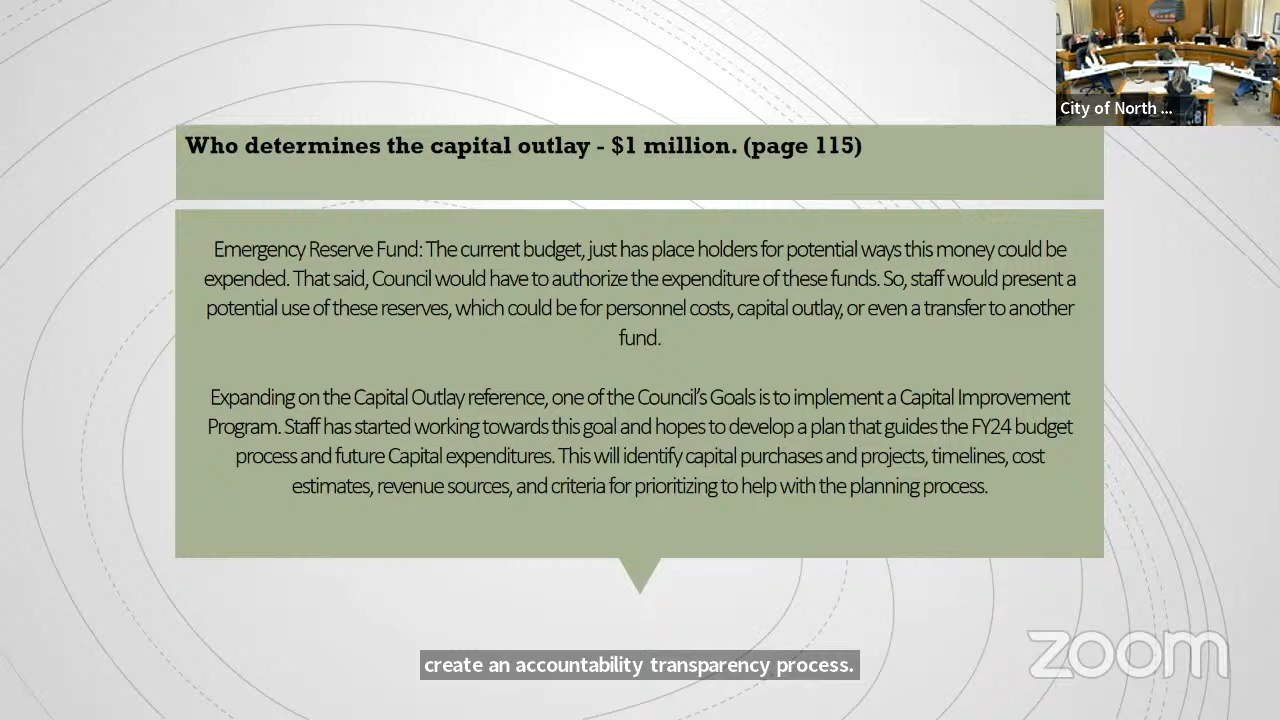 City of North ...
Who determines the capital outlay - $1 million. (page 115)
Emergency Reserve Fund: The current budget, just has place holders for potential ways this money could be
expended. That said, Council would have to authorize the expenditure of these funds. So, staff would present a
potential use of these reserves, which could be for personnel costs, capital outlay, or even a transfer to another
fund.
Expanding on the Capital Outlay reference, one of the Council's Goals is to implement a Capital Improvement
Program. Staff has started working towards this goal and hopes to develop a plan that guides the FY24 budget
process and future Capital expenditures. This will identify capital purchases and projects, timelines, cost
estimates, revenue sources, and criteria for prioritizing to help with the planning process.
create an accountability transparency process.
zoom